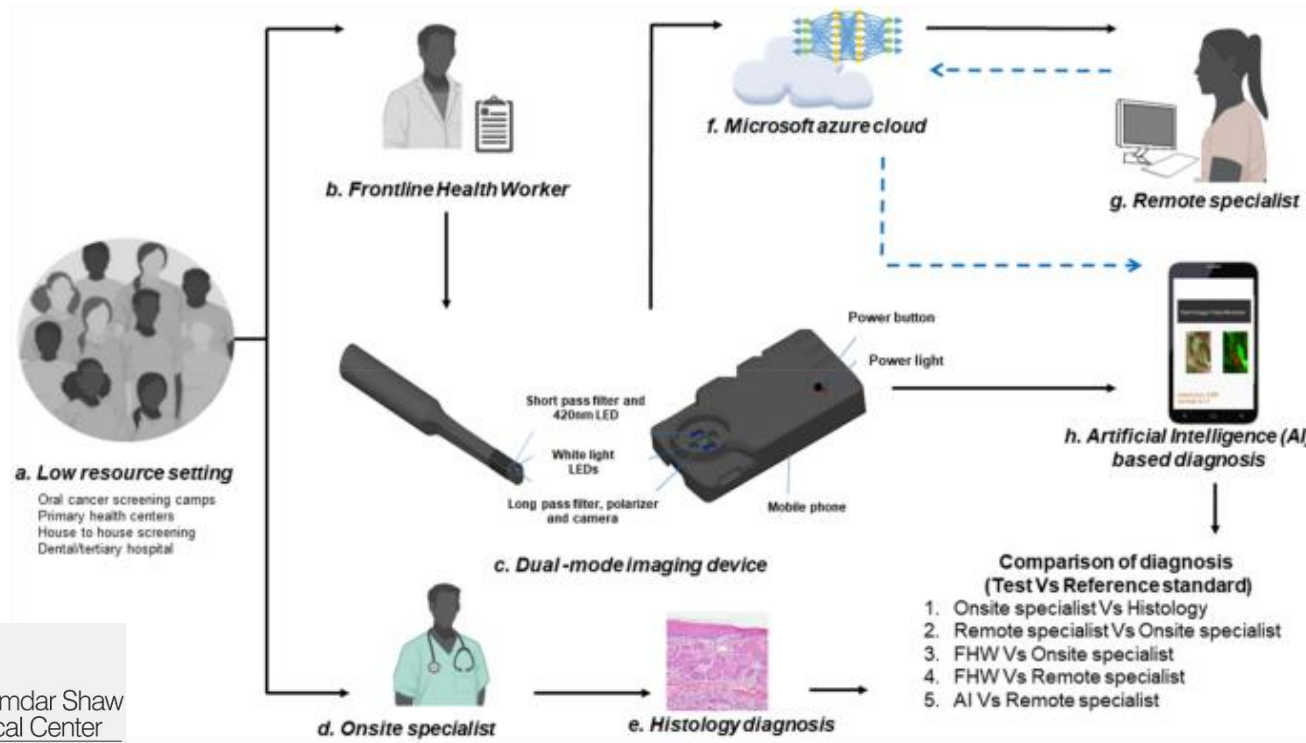 b. Frontline Health Worker
f. Microsoft azure cloud
g. Remote specialist
a. Low resource setting
Oral cancer screening camps
Primary health centers
House to house screening
Dental/tertiary hospital
Short pass filter and
420nm LED
White light
LEDs
Long pass filter, polarizer
and camera
Power button
Power light
Mobile phone
c. Dual -mode imaging device
h. Artificial Intelligence (AI)
based diagnosis
d. Onsite specialist
e. Histology diagnosis
Comparison of diagnosis
(Test Vs Reference standard)
1. Onsite specialist Vs Histology
2. Remote specialist Vs Onsite specialist
3. FHW Vs Onsite specialist
4. FHW Vs Remote specialist
5. AI Vs Remote specialist
mdar Shaw
cal Center